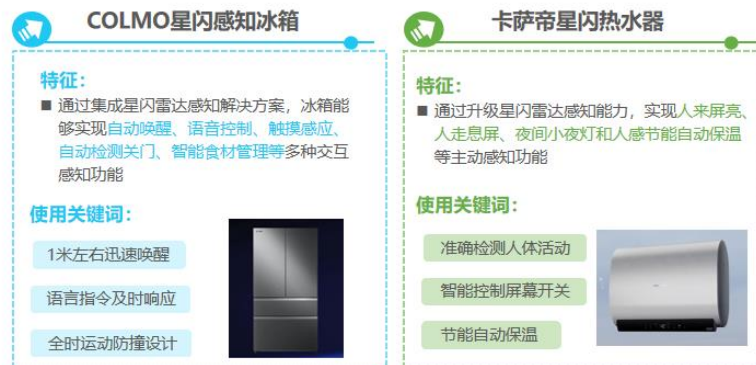 COLMO星闪感知冰箱
特征：
■ 通过集成星闪雷达感知解决方案，冰箱能
够实现自动唤醒、语音控制、触摸感应、
自动检测关门、智能食材管理等多种交互
感知功能
使用关键词：
1米左右迅速唤醒
语言指令及时响应
全时运动防撞设计
卡萨帝星闪热水器
特征：
■ 通过升级星闪雷达感知能力，实现人来屏亮、
人走息屏、夜间小夜灯和人感节能自动保温
等主动感知功能
使用关键词：
准确检测人体活动
智能控制屏幕开关
节能自动保温